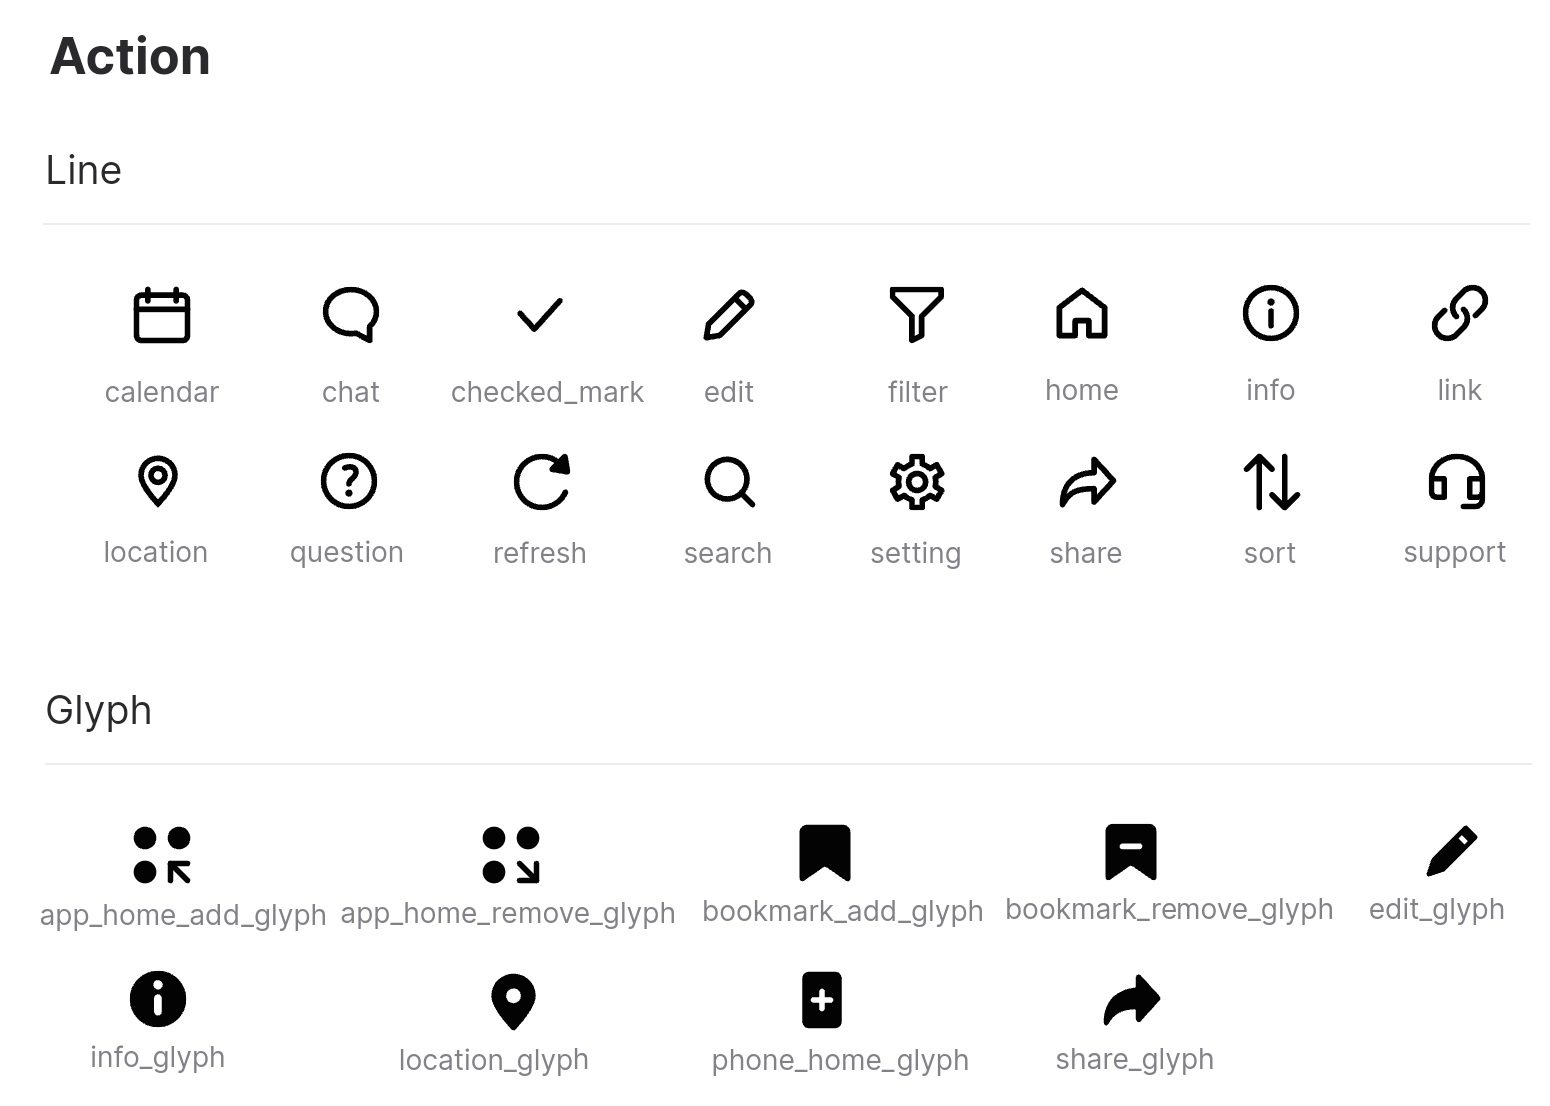 Action
Line
calendar chat checked_mark edit filter home info link
location question refresh search setting share sort support
Glyph
app_home_add_glyph app_home_remove_glyph bookmark_add_glyph bookmark_remove_glyph edit_glyph
info_glyph location_glyph phone_home_glyph share_glyph